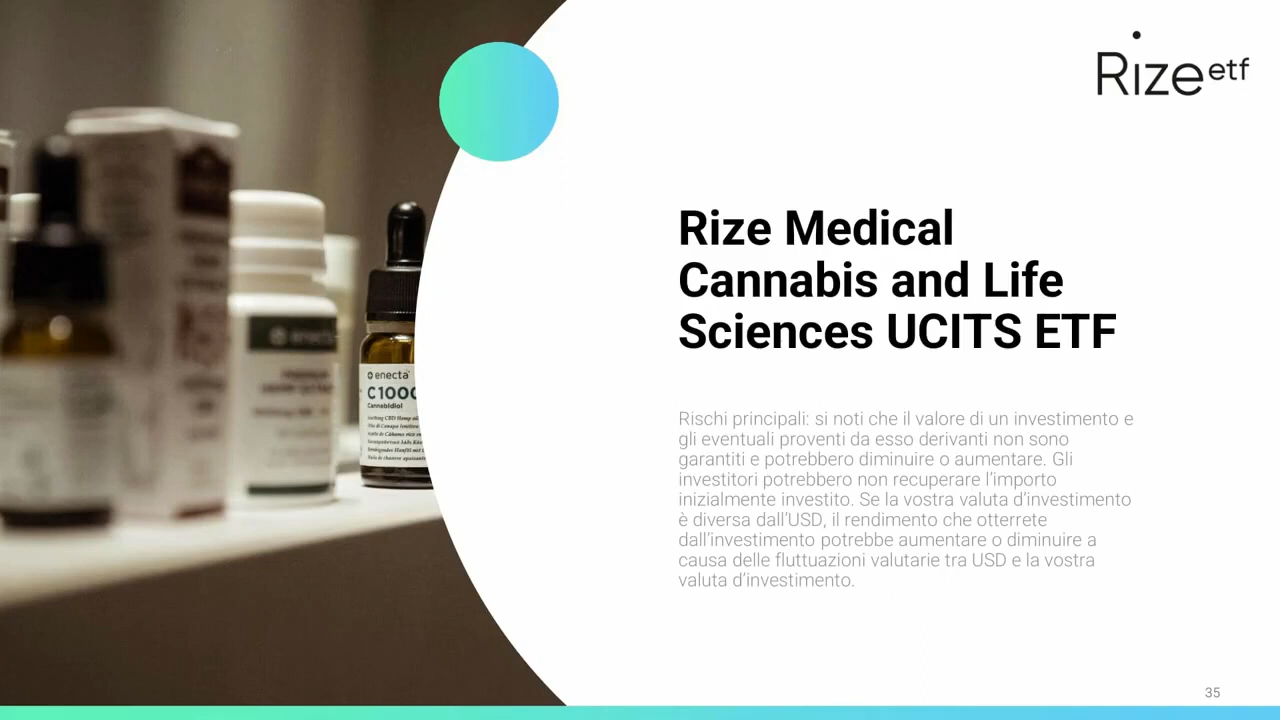 Rize etf
Rize Medical
Cannabis and Life
Sciences UCITS ETF
Rischi principali: si noti che il valore di un investimento e
gli eventuali proventi da esso derivanti non sono
garantiti e potrebbero diminuire o aumentare. Gli
investitori potrebbero non recuperare l'importo
inizialmente investito. Se la vostra valuta d'investimento
è diversa dall'USD, il rendimento che otterrete
dall'investimento potrebbe aumentare o diminuire a
causa delle fluttuazioni valutarie tra USD e la vostra
valuta d'investimento.
enecta
enecta
C1000
Cannabidiol
35